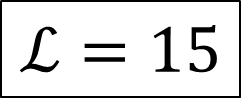 ℒ = 15